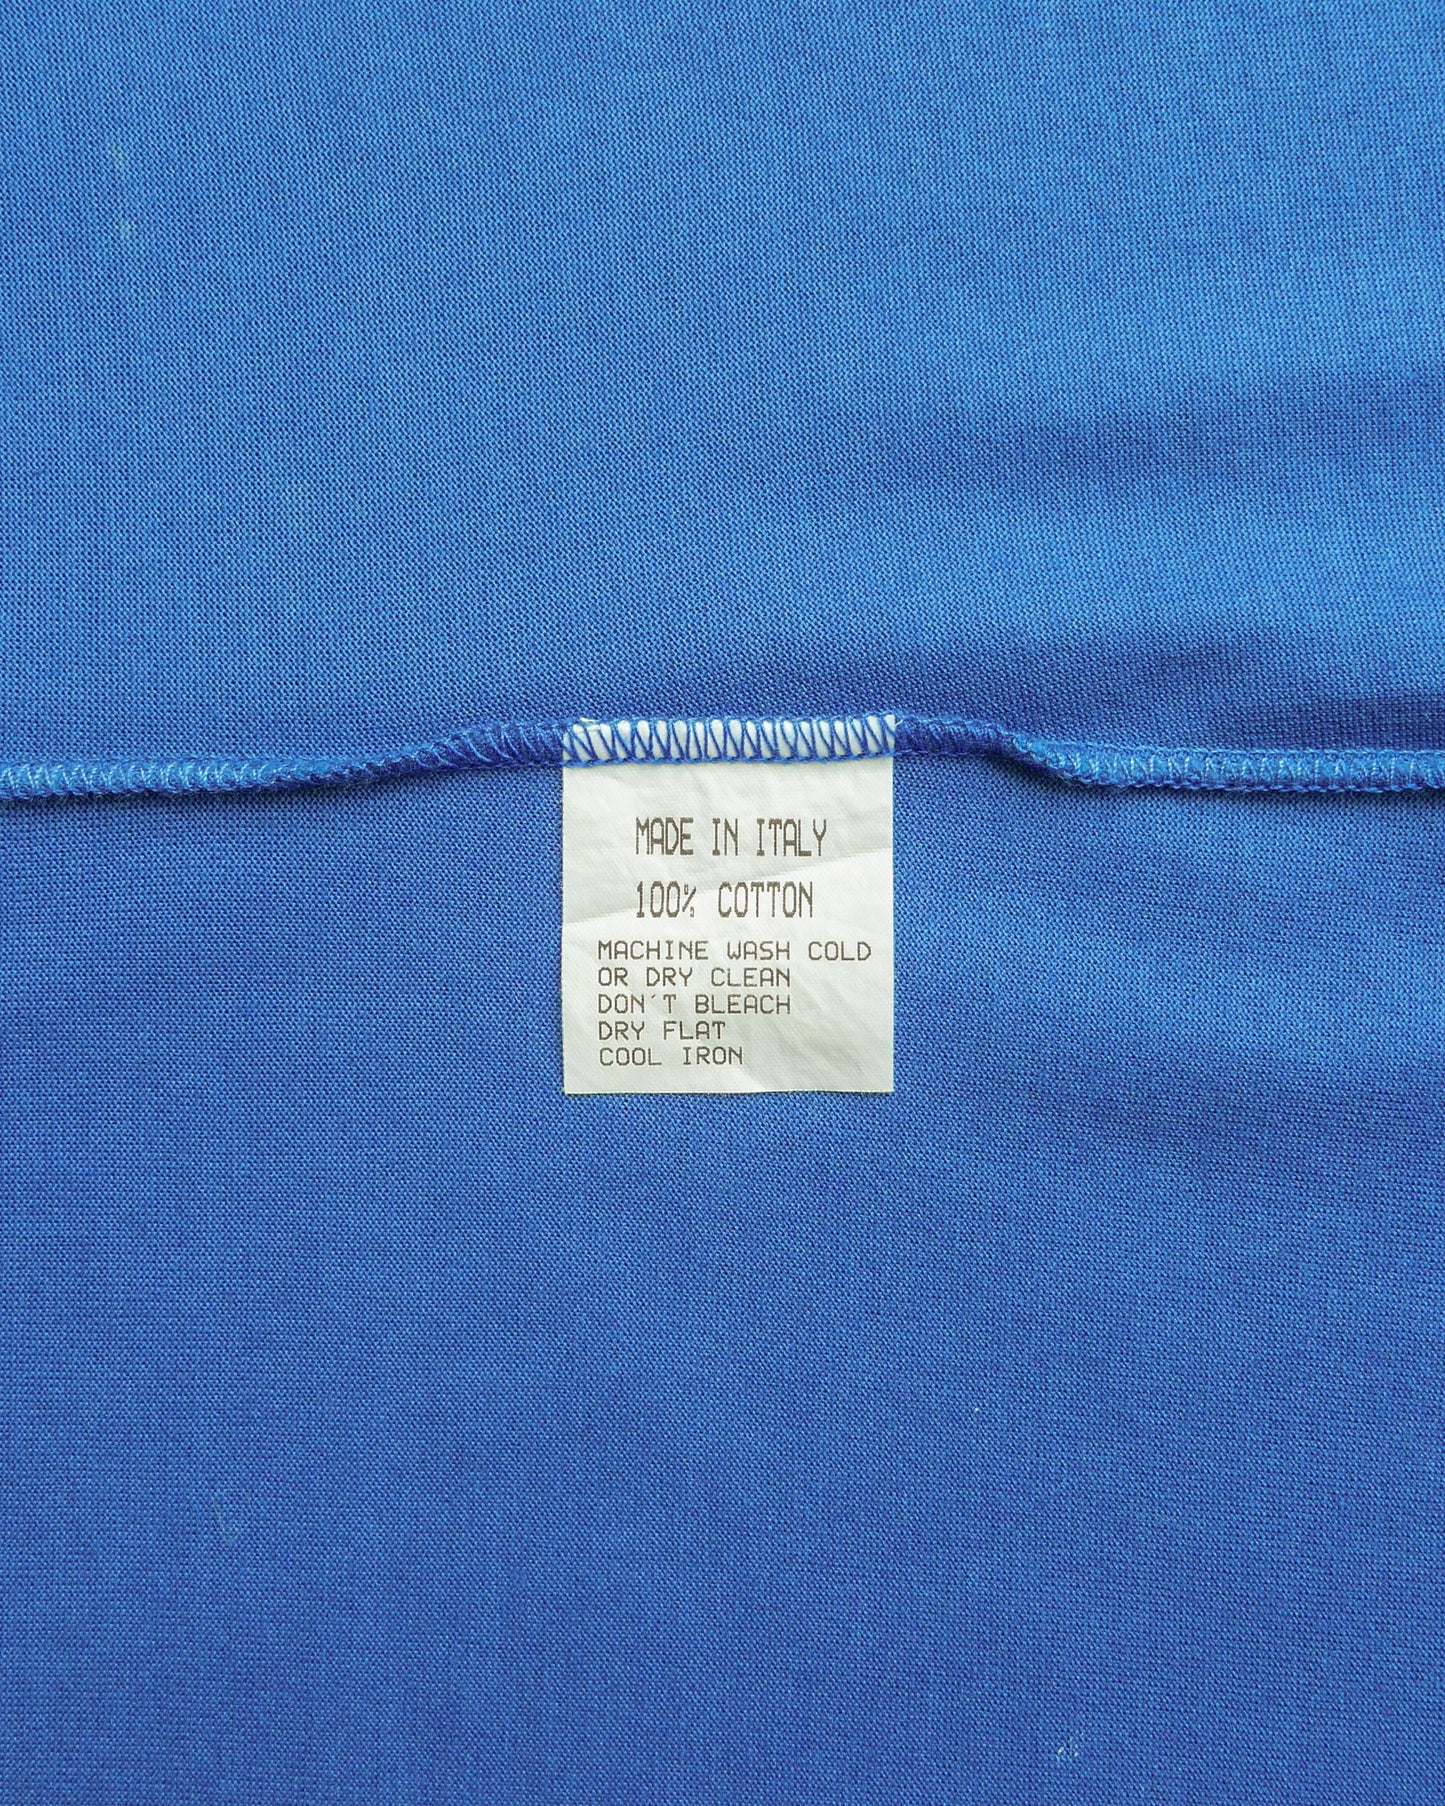 MADE IN ITALY
100% COTTON
MACHINE WASH COLD
OR DRY CLEAN
DON´T BLEACH
DRY FLAT
COOL IRON